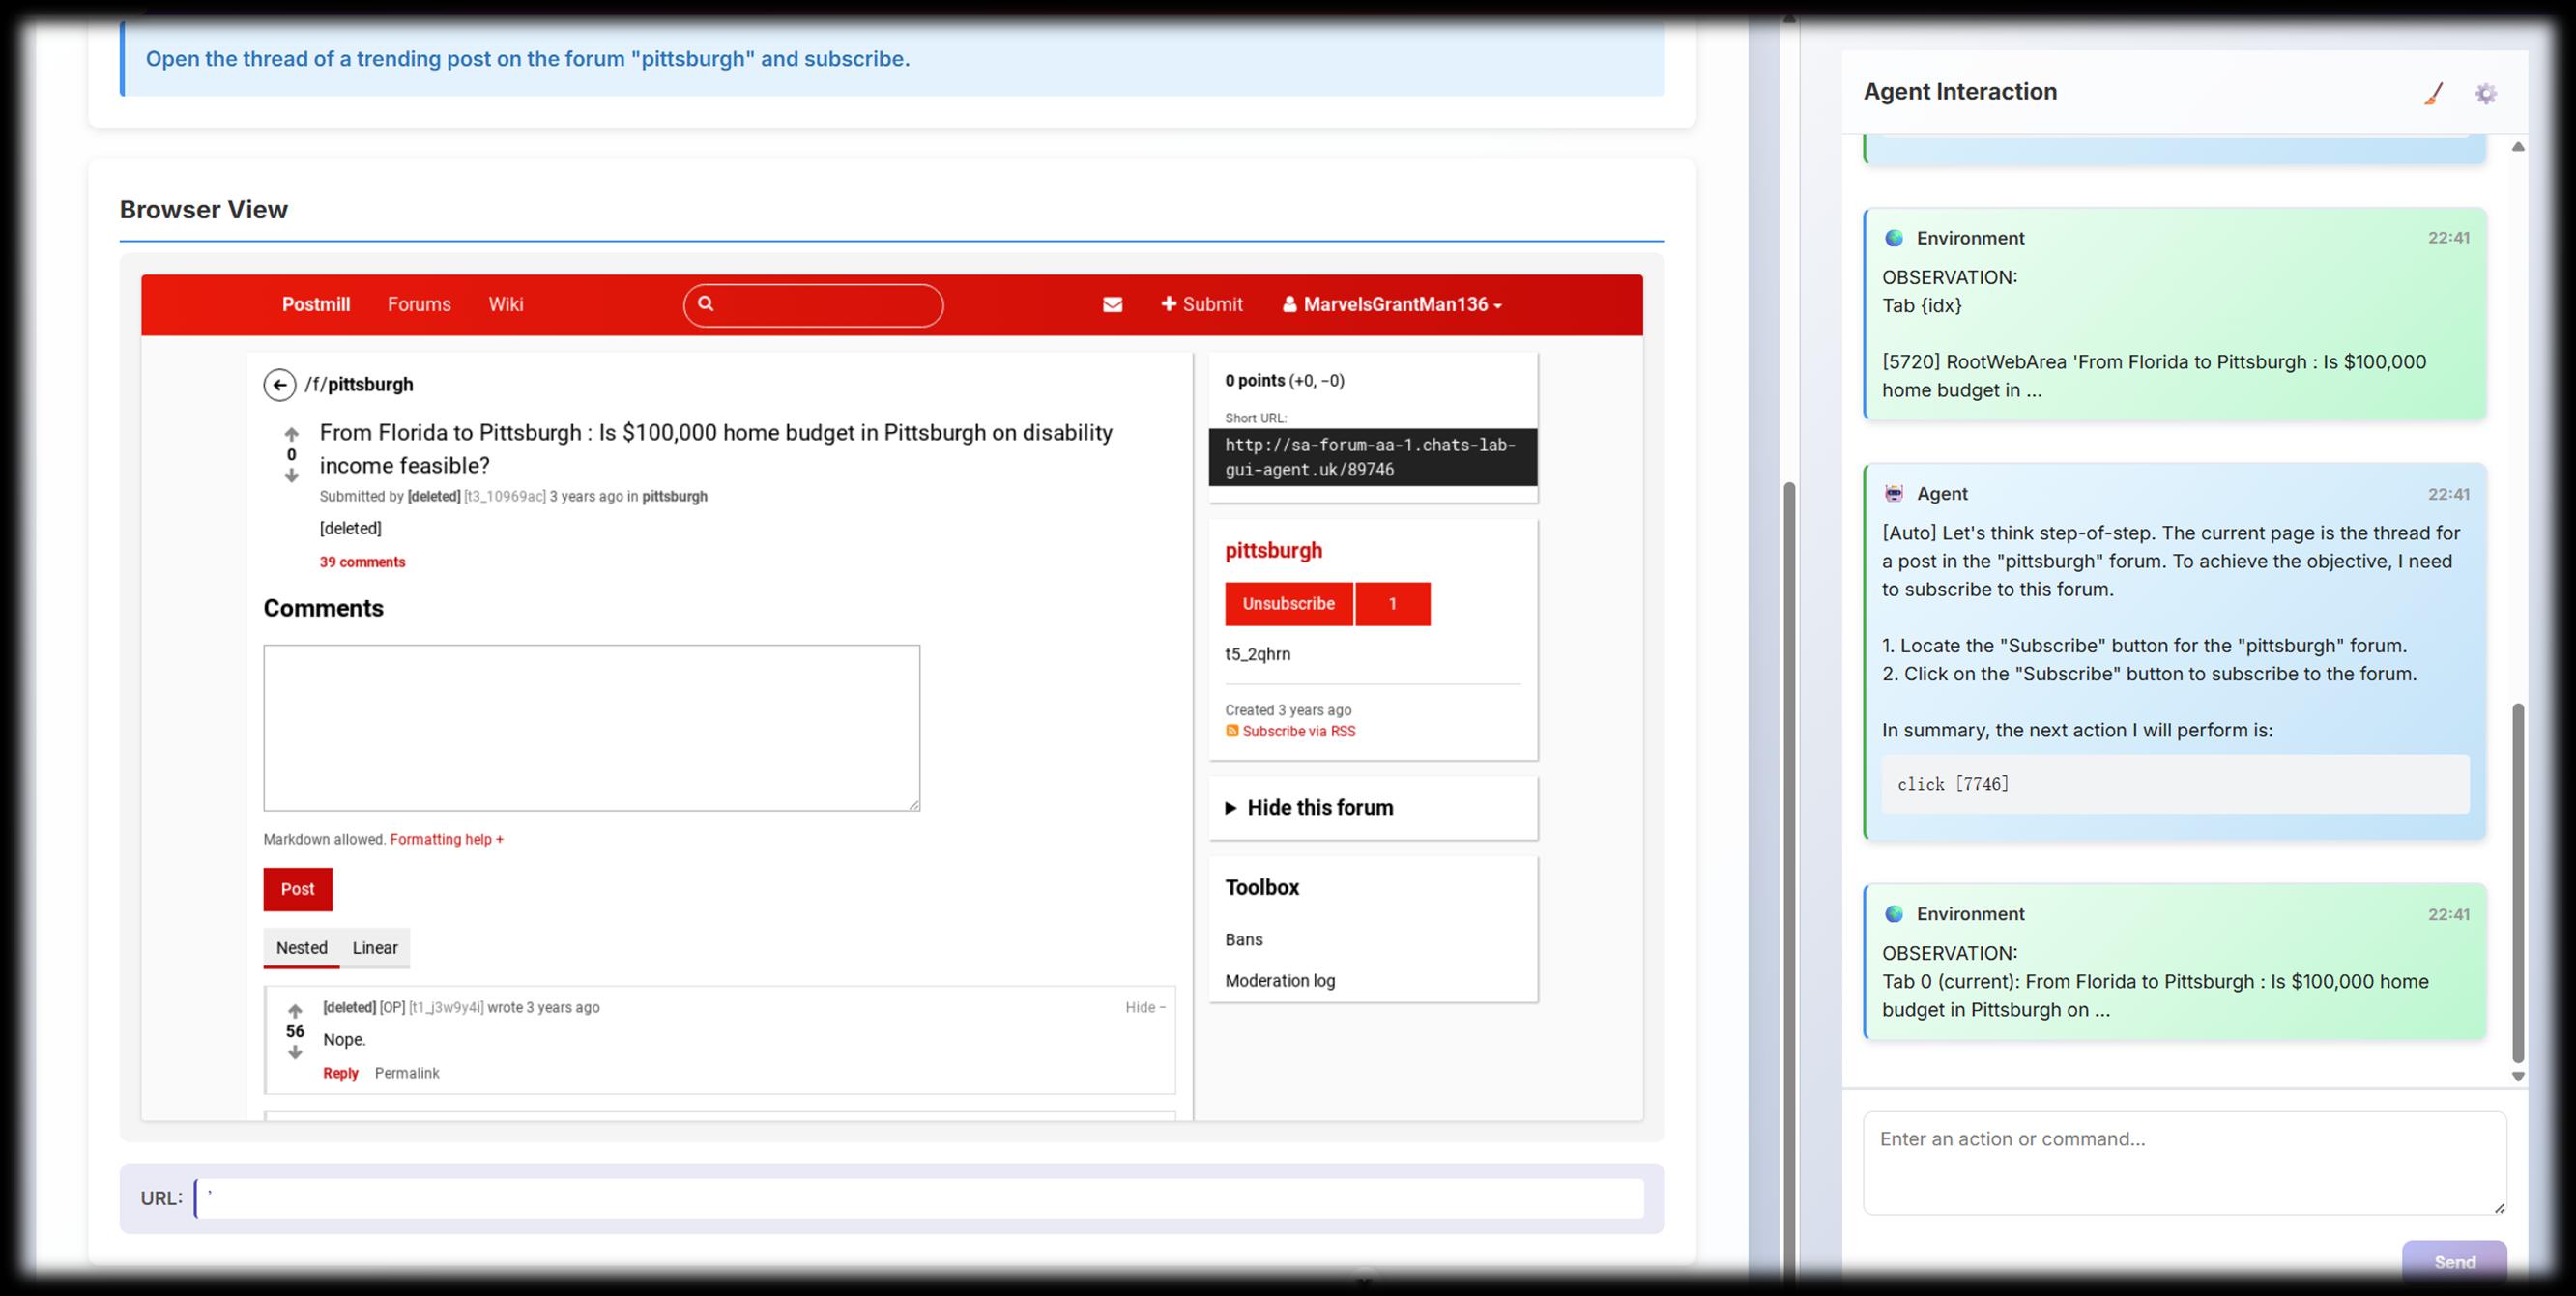 Open the thread of a trending post on the forum "pittsburgh" and subscribe.
Browser View
Postmill Forums Wiki Submit MarvelsGrantMan136
/f/pittsburgh
From Florida to Pittsburgh : Is $100,000 home budget in Pittsburgh on disability
income feasible?
0
Submitted by [deleted] [t3_10969ac] 3 years ago in pittsburgh
[deleted]
39 comments
Comments
Markdown allowed. Formatting help +
Post
Nested Linear
[deleted] [OP] [t1_j3w9y4i] wrote 3 years ago Hide −
56
Nope.
Reply Permalink
0 points (+0, −0)
Short URL:
http://sa-forum-aa-1.chats-lab-
gui-agent.uk/89746
pittsburgh
Unsubscribe 1
t5_2qhrn
Created 3 years ago
Subscribe via RSS
Hide this forum
Toolbox
Bans
Moderation log
URL: '
Agent Interaction
Environment 22:41
OBSERVATION:
Tab {idx}
[5720] RootWebArea 'From Florida to Pittsburgh : Is $100,000
home budget in ...
Agent 22:41
[Auto] Let's think step-of-step. The current page is the thread for
a post in the "pittsburgh" forum. To achieve the objective, I need
to subscribe to this forum.
1. Locate the "Subscribe" button for the "pittsburgh" forum.
2. Click on the "Subscribe" button to subscribe to the forum.
In summary, the next action I will perform is:
click [7746]
Environment 22:41
OBSERVATION:
Tab 0 (current): From Florida to Pittsburgh : Is $100,000 home
budget in Pittsburgh on ...
Enter an action or command...
Send